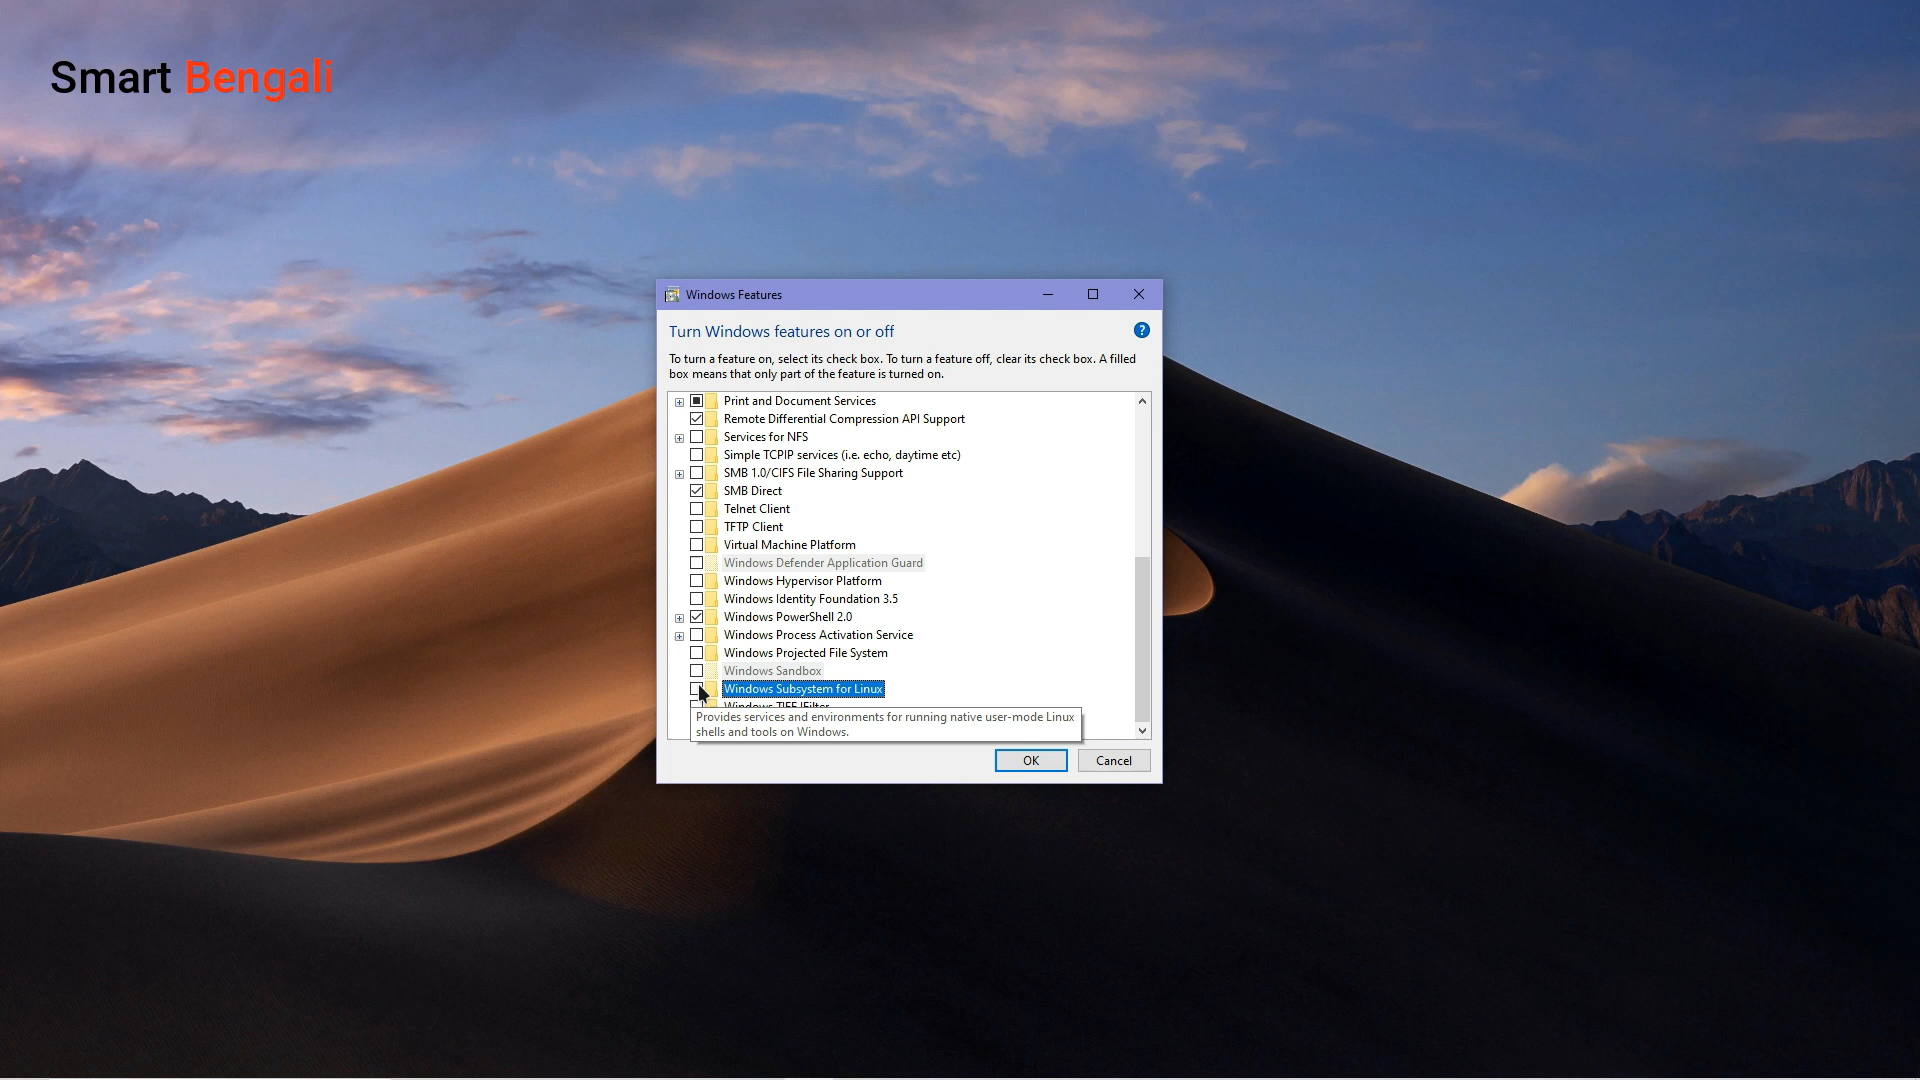 Smart Bengali
Windows Features
Turn Windows features on or off
To turn a feature on, select its check box. To turn a feature off, clear its check box. A filled
box means that only part of the feature is turned on.
Print and Document Services
Remote Differential Compression API Support
Services for NFS
Simple TCPIP services (i.e. echo, daytime etc)
SMB 1.0/CIFS File Sharing Support
SMB Direct
Telnet Client
TFTP Client
Virtual Machine Platform
Windows Defender Application Guard
Windows Hypervisor Platform
Windows Identity Foundation 3.5
Windows PowerShell 2.0
Windows Process Activation Service
Windows Projected File System
Windows Sandbox
Windows Subsystem for Linux
Windows TIFF IFilter
Provides services and environments for running native user-mode Linux
shells and tools on Windows.
OK Cancel